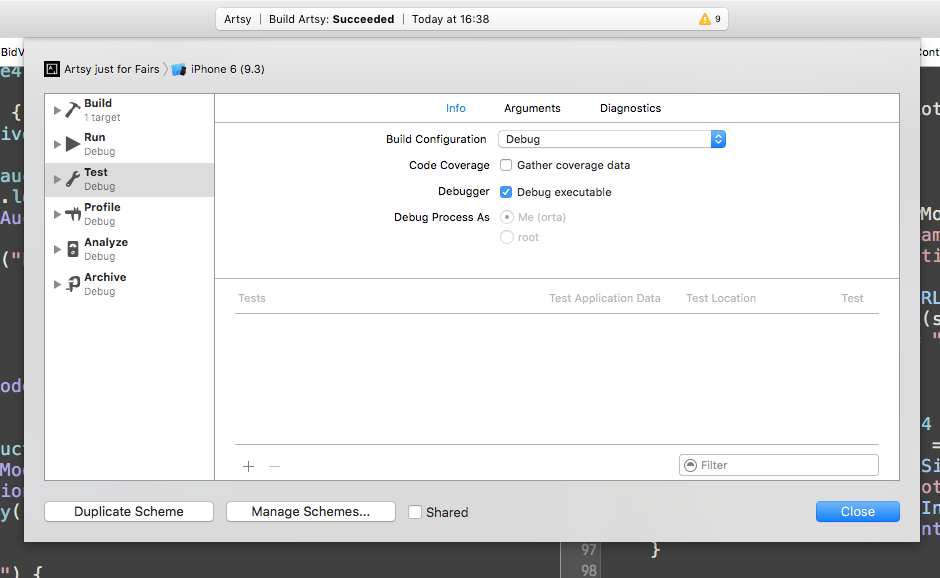 Artsy | Build Artsy: Succeeded | Today at 16:38 9
BidV
Cont
Artsy just for Fairs iPhone 6 (9.3)
Build
1 target
Run
Debug
Test
Debug
Profile
Debug
Analyze
Debug
Archive
Debug
Info Arguments Diagnostics
Build Configuration Debug
Code Coverage Gather coverage data
Debugger Debug executable
Debug Process As Me (orta)
root
Tests Test Application Data Test Location Test
+ − Filter
Duplicate Scheme Manage Schemes... Shared Close
97 }
98
") {